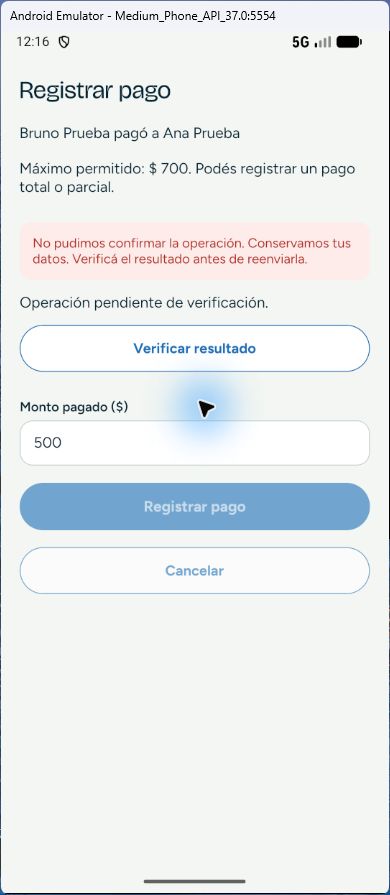 Android Emulator - Medium_Phone_API_37.0:5554
12:16 5G
Registrar pago
Bruno Prueba pagó a Ana Prueba
Máximo permitido: $ 700. Podés registrar un pago
total o parcial.
No pudimos confirmar la operación. Conservamos tus
datos. Verificá el resultado antes de reenviarla.
Operación pendiente de verificación.
Verificar resultado
Monto pagado ($)
500
Registrar pago
Cancelar